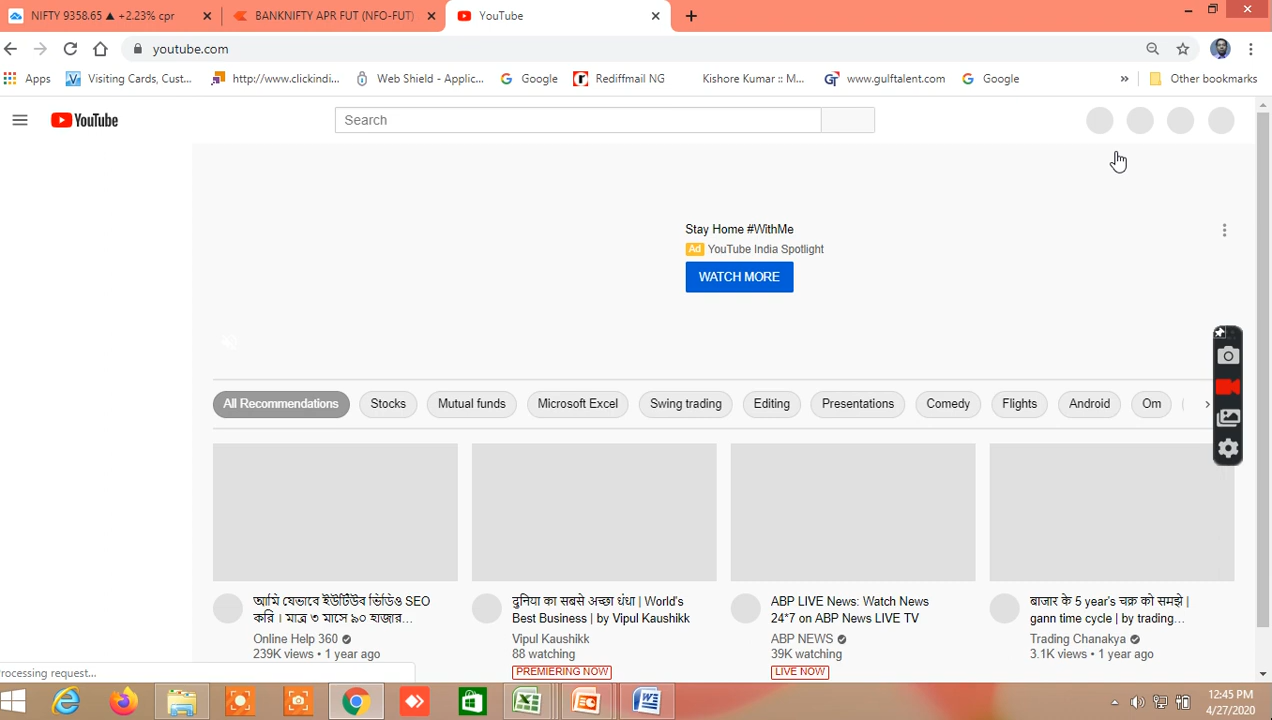 NIFTY 9358.65 ▲ +2.23% cpr
BANKNIFTY APR FUT (NFO-FUT)
YouTube
youtube.com
Apps
Visiting Cards, Cust...
http://www.clickindi...
Web Shield - Applic...
Google
Rediffmail NG
Kishore Kumar :: M...
www.gulftalent.com
Google
»
Other bookmarks
YouTube
Search
Stay Home #WithMe
Ad YouTube India Spotlight
WATCH MORE
All Recommendations
Stocks
Mutual funds
Microsoft Excel
Swing trading
Editing
Presentations
Comedy
Flights
Android
Om
আমি যেভাবে ইউটিউব ভিডিও SEO
করি । মাত্র ৩ মাসে ৯০ হাজার...
Online Help 360
239K views • 1 year ago
दुनिया का सबसे अच्छा धंधा | World's
Best Business | by Vipul Kaushikk
Vipul Kaushikk
88 watching
PREMIERING NOW
ABP LIVE News: Watch News
24*7 on ABP News LIVE TV
ABP NEWS
39K watching
LIVE NOW
बाजार के 5 year's चक्र को समझे |
gann time cycle | by trading...
Trading Chanakya
3.1K views • 1 year ago
rocessing request...
12:45 PM
4/27/2020